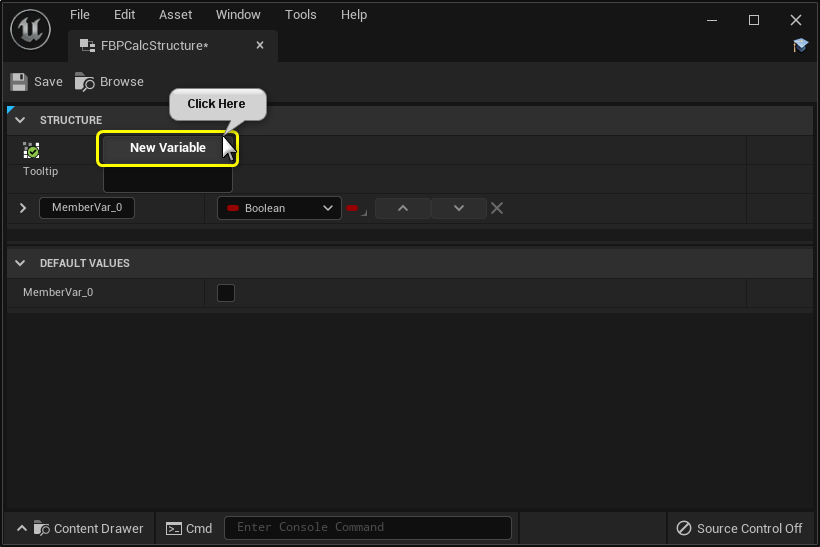 File Edit Asset Window Tools Help
FBPCalcStructure*
Save Browse
Click Here
STRUCTURE
New Variable
Tooltip
MemberVar_0 Boolean
DEFAULT VALUES
MemberVar_0
Content Drawer Cmd Enter Console Command Source Control Off